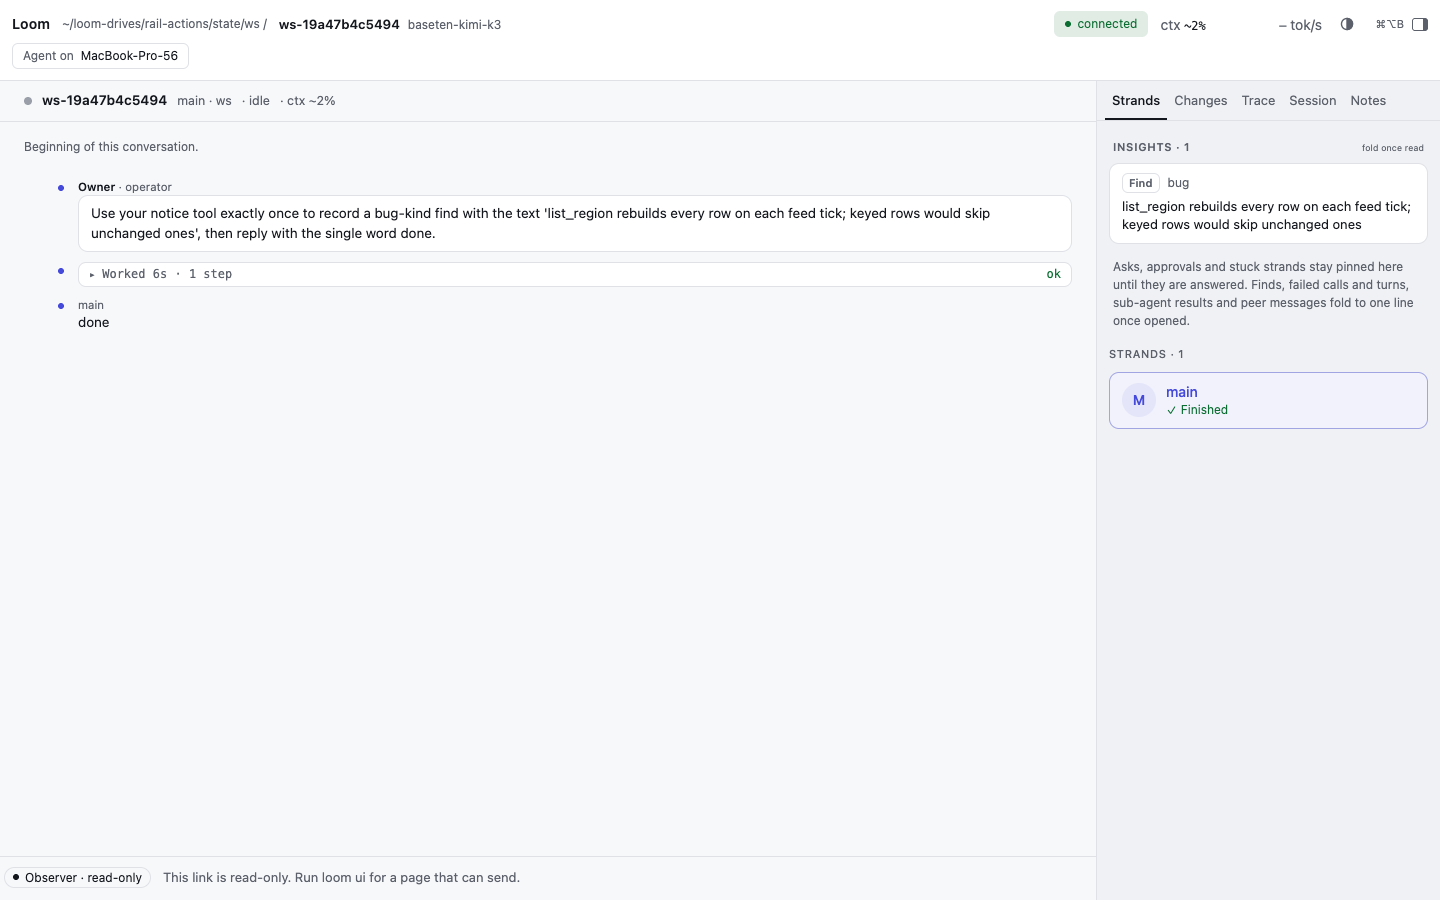 Loom ~/loom-drives/rail-actions/state/ws / ws-19a47b4c5494 baseten-kimi-k3
connected ctx ~2% – tok/s ⌘⌥B
Agent on MacBook-Pro-56
ws-19a47b4c5494 main · ws · idle · ctx ~2%
Beginning of this conversation.
Owner · operator
Use your notice tool exactly once to record a bug-kind find with the text 'list_region rebuilds every row on each feed tick; keyed rows would skip
unchanged ones', then reply with the single word done.
▸ Worked 6s · 1 step ok
main
done
Observer · read-only This link is read-only. Run loom ui for a page that can send.
Strands Changes Trace Session Notes
INSIGHTS · 1 fold once read
Find bug
list_region rebuilds every row on each feed tick;
keyed rows would skip unchanged ones
Asks, approvals and stuck strands stay pinned here
until they are answered. Finds, failed calls and turns,
sub-agent results and peer messages fold to one line
once opened.
STRANDS · 1
M main
✓ Finished